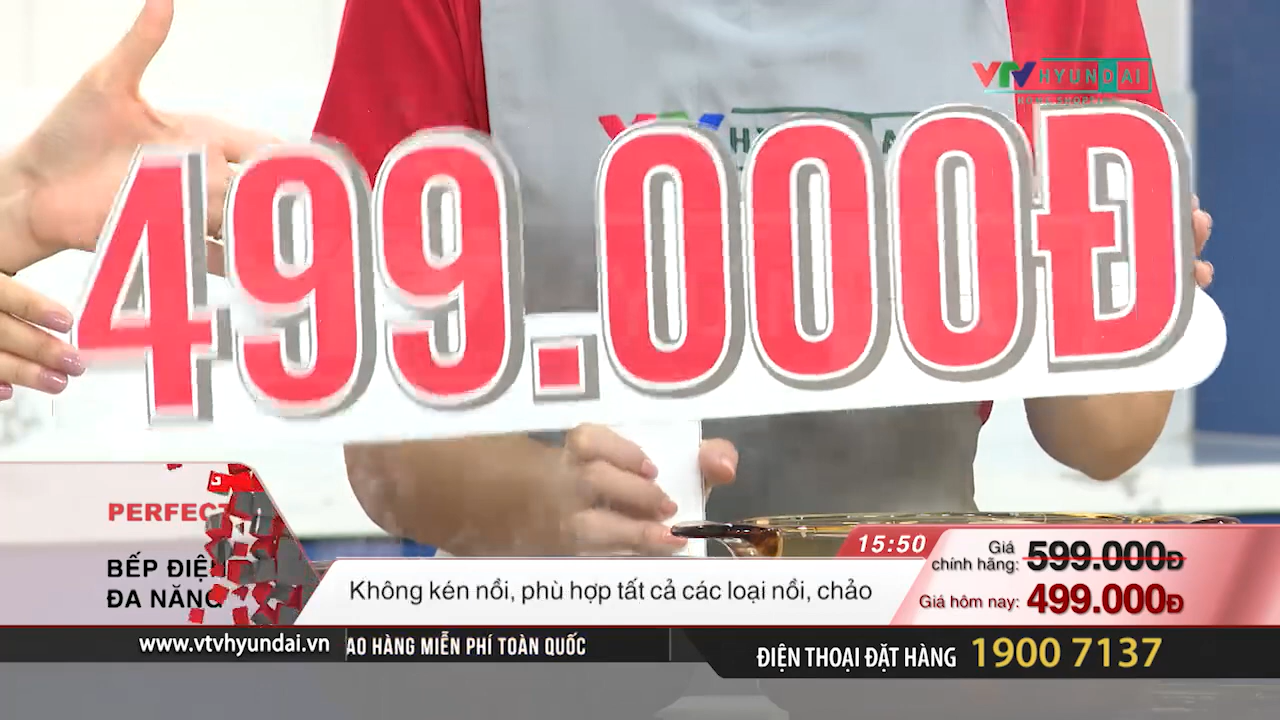 VTV HYUNDAI
499.000Đ
PERFECT
BẾP ĐIỆN
ĐA NĂNG
15:50
Không kén nồi, phù hợp tất cả các loại nồi, chảo
Giá
chính hãng: 599.000Đ
Giá hôm nay: 499.000Đ
www.vtvhyundai.vn
AO HÀNG MIỄN PHÍ TOÀN QUỐC
ĐIỆN THOẠI ĐẶT HÀNG 1900 7137